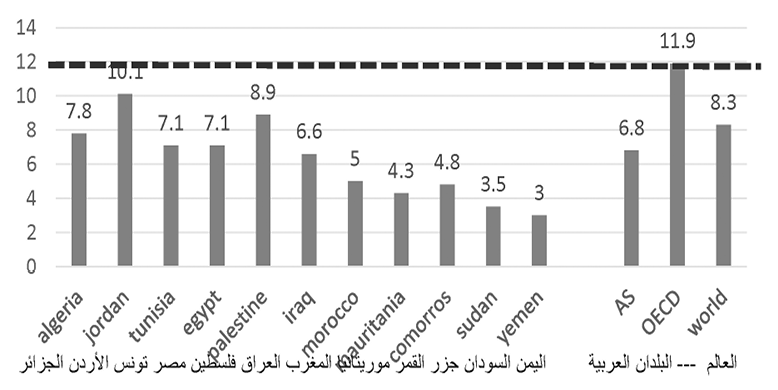 14
12
10
8
6
4
2
0
7.8
10.1
7.1
7.1
8.9
6.6
5
4.3
4.8
3.5
3
6.8
11.9
8.3
algeria
jordan
tunisia
egypt
palestine
iraq
morocco
mauritania
comorros
sudan
yemen
AS
OECD
world
اليمن السودان جزر القمر موريتانيا المغرب العراق فلسطين مصر تونس الأردن الجزائر
العالم --- البلدان العربية